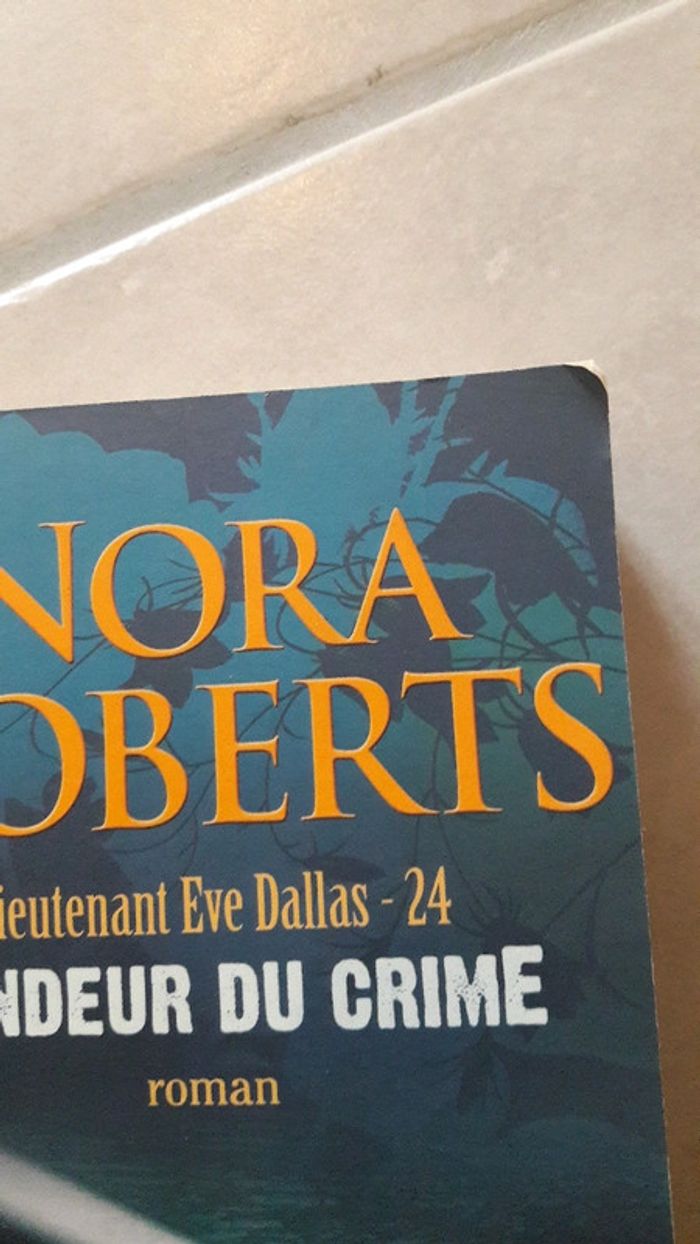 NORA
OBERTS
ieutenant Eve Dallas - 24
NDEUR DU CRIME
roman